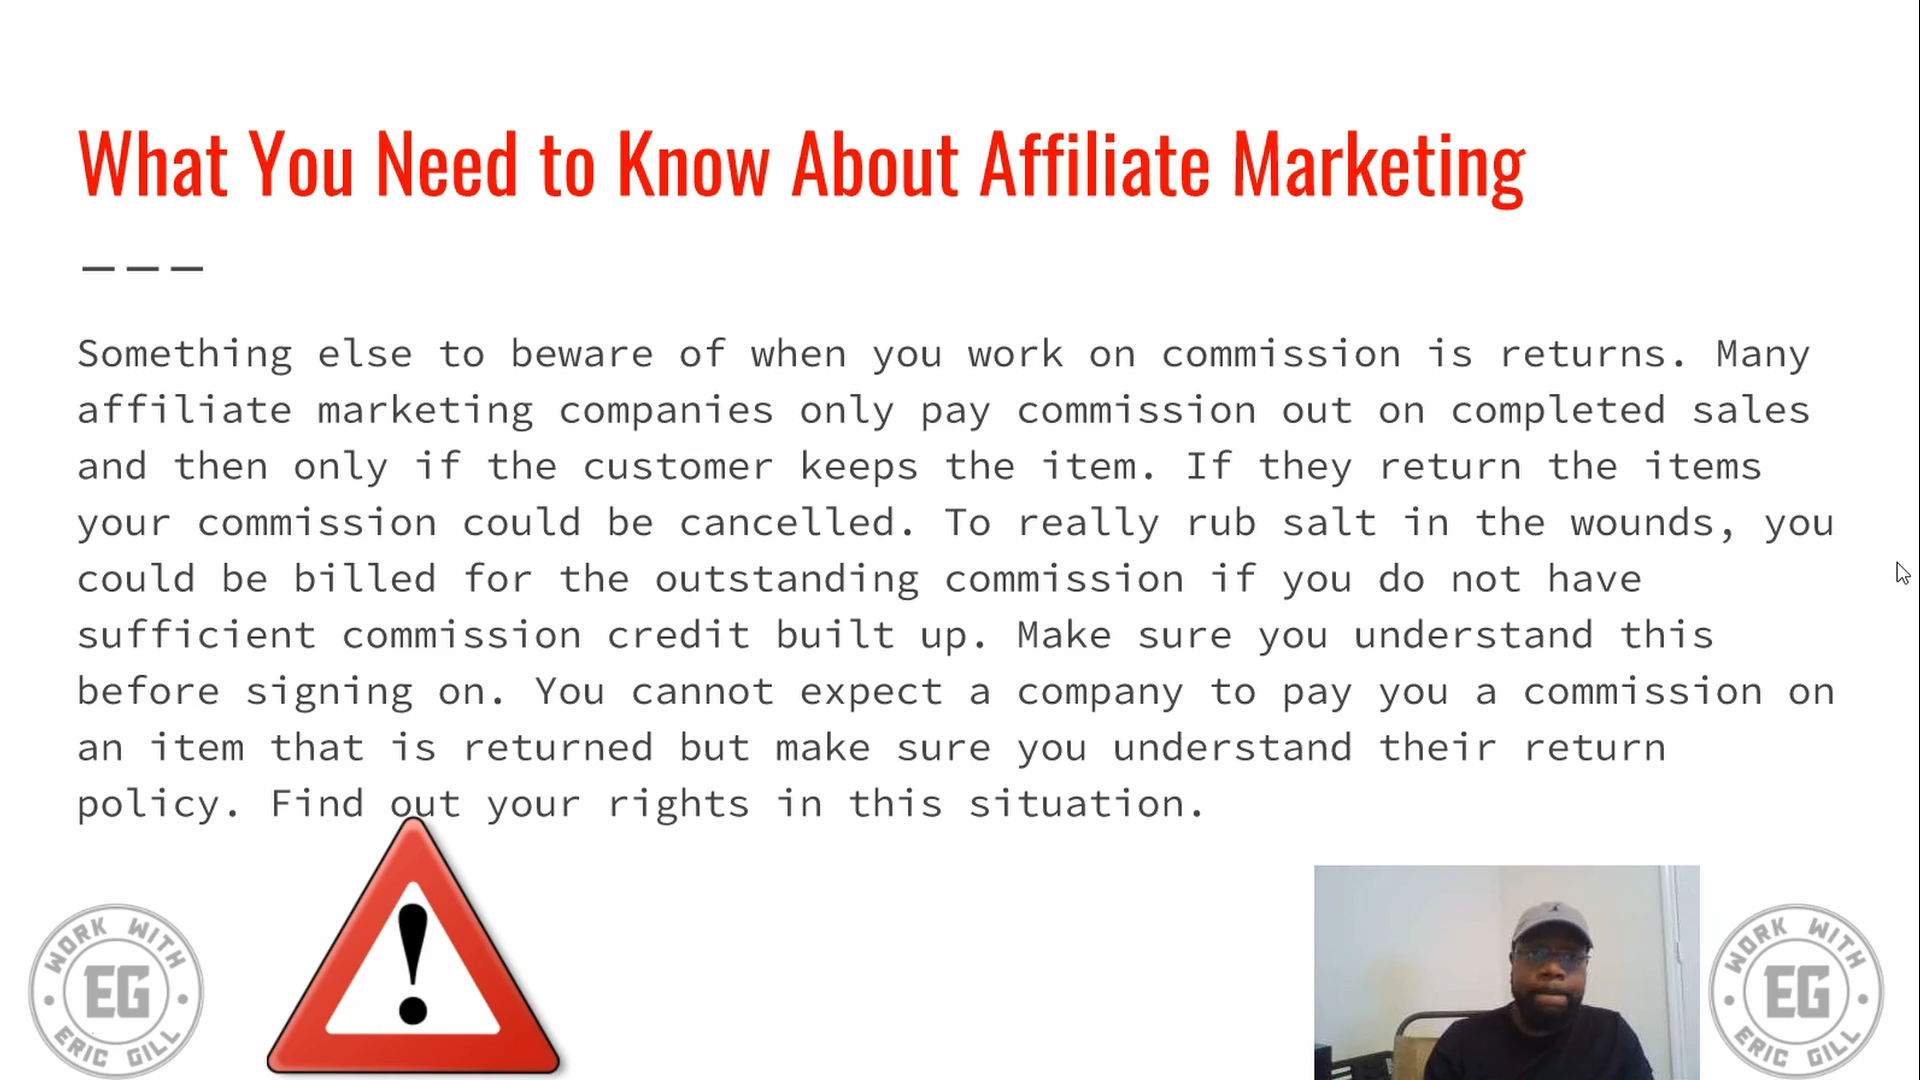 What You Need to Know About Affiliate Marketing
———
Something else to beware of when you work on commission is returns. Many
affiliate marketing companies only pay commission out on completed sales
and then only if the customer keeps the item. If they return the items
your commission could be cancelled. To really rub salt in the wounds, you
could be billed for the outstanding commission if you do not have
sufficient commission credit built up. Make sure you understand this
before signing on. You cannot expect a company to pay you a commission on
an item that is returned but make sure you understand their return
policy. Find out your rights in this situation.
!
WORK WITH
EG
ERIC GILL
WORK WITH
EG
ERIC GILL